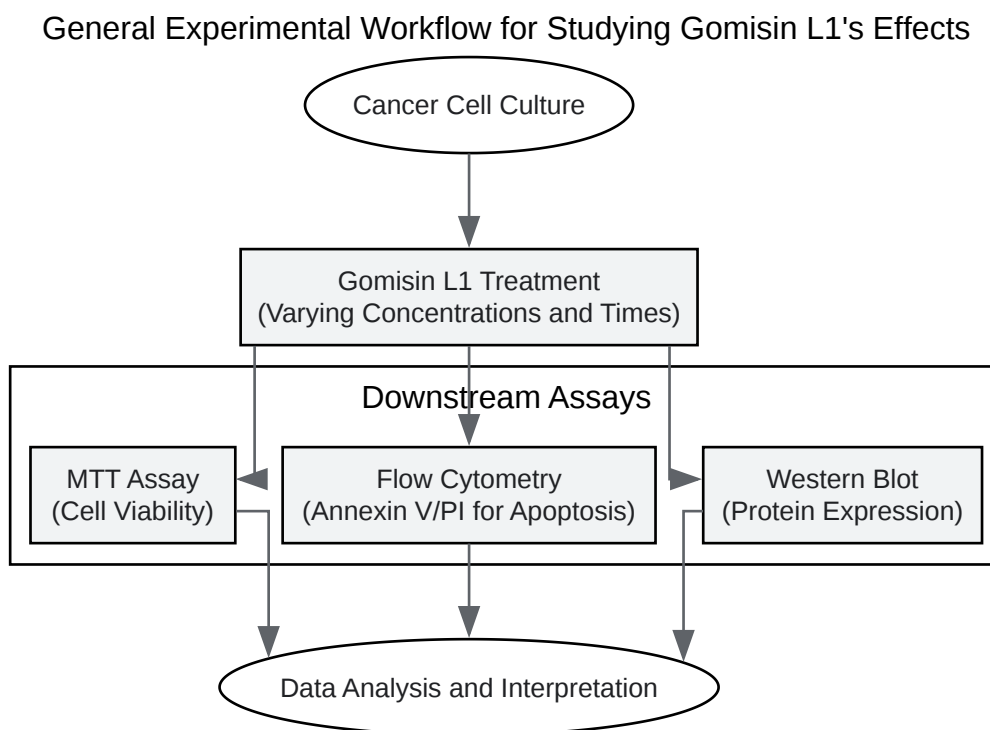 General Experimental Workflow for Studying Gomisin L1's Effects
Cancer Cell Culture
Gomisin L1 Treatment
(Varying Concentrations and Times)
Downstream Assays
MTT Assay
(Cell Viability)
Flow Cytometry
(Annexin V/PI for Apoptosis)
Western Blot
(Protein Expression)
Data Analysis and Interpretation